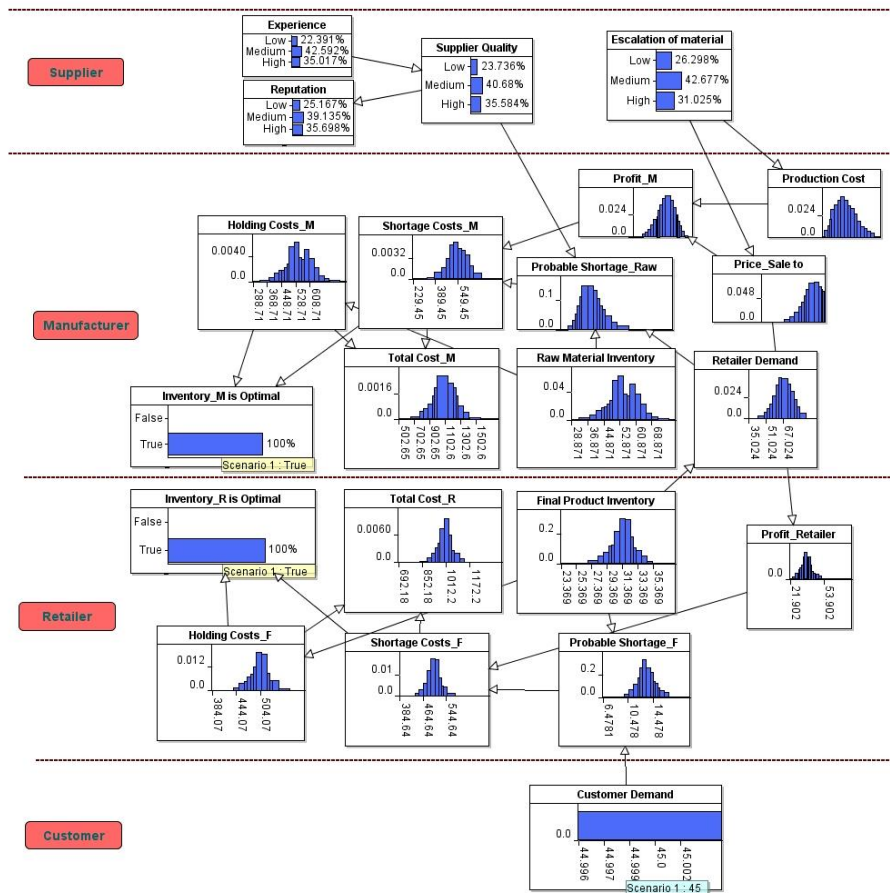 Supplier
Experience
Low 22.391%
Medium 42.592%
High 35.017%
Reputation
Low 25.167%
Medium 39.135%
High 35.698%
Supplier Quality
Low 23.736%
Medium 40.68%
High 35.584%
Escalation of material
Low 26.298%
Medium 42.677%
High 31.025%
Manufacturer
Profit_M
0.024
0.0
Production Cost
0.024
0.0
Holding Costs_M
0.0040
0.0
288.71 368.71 448.71 528.71 608.71
Shortage Costs_M
0.0032
0.0
229.45 389.45 549.45
Probable Shortage_Raw
0.1
0.0
Price_Sale to
0.048
0.0
Total Cost_M
0.0016
0.0
502.65 702.65 902.65 1102.6 1302.6 1502.6
Raw Material Inventory
0.04
0.0
28.871 36.871 44.871 52.871 60.871 68.871
Retailer Demand
0.024
0.0
35.024 51.024 67.024
Inventory_M is Optimal
False
True 100%
Scenario 1 : True
Retailer
Inventory_R is Optimal
False
True 100%
Scenario 1 : True
Total Cost_R
0.0060
0.0
692.18 852.18 1012.2 1172.2
Final Product Inventory
0.2
0.0
23.369 25.369 27.369 29.369 31.369 33.369 35.369
Profit_Retailer
0.0
21.902 53.902
Holding Costs_F
0.012
0.0
384.07 444.07 504.07
Shortage Costs_F
0.01
0.0
384.64 464.64 544.64
Probable Shortage_F
0.2
0.0
6.4781 10.478 14.478
Customer
Customer Demand
0.0
44.996 44.997 44.999 45.0 45.002
Scenario 1 : 45